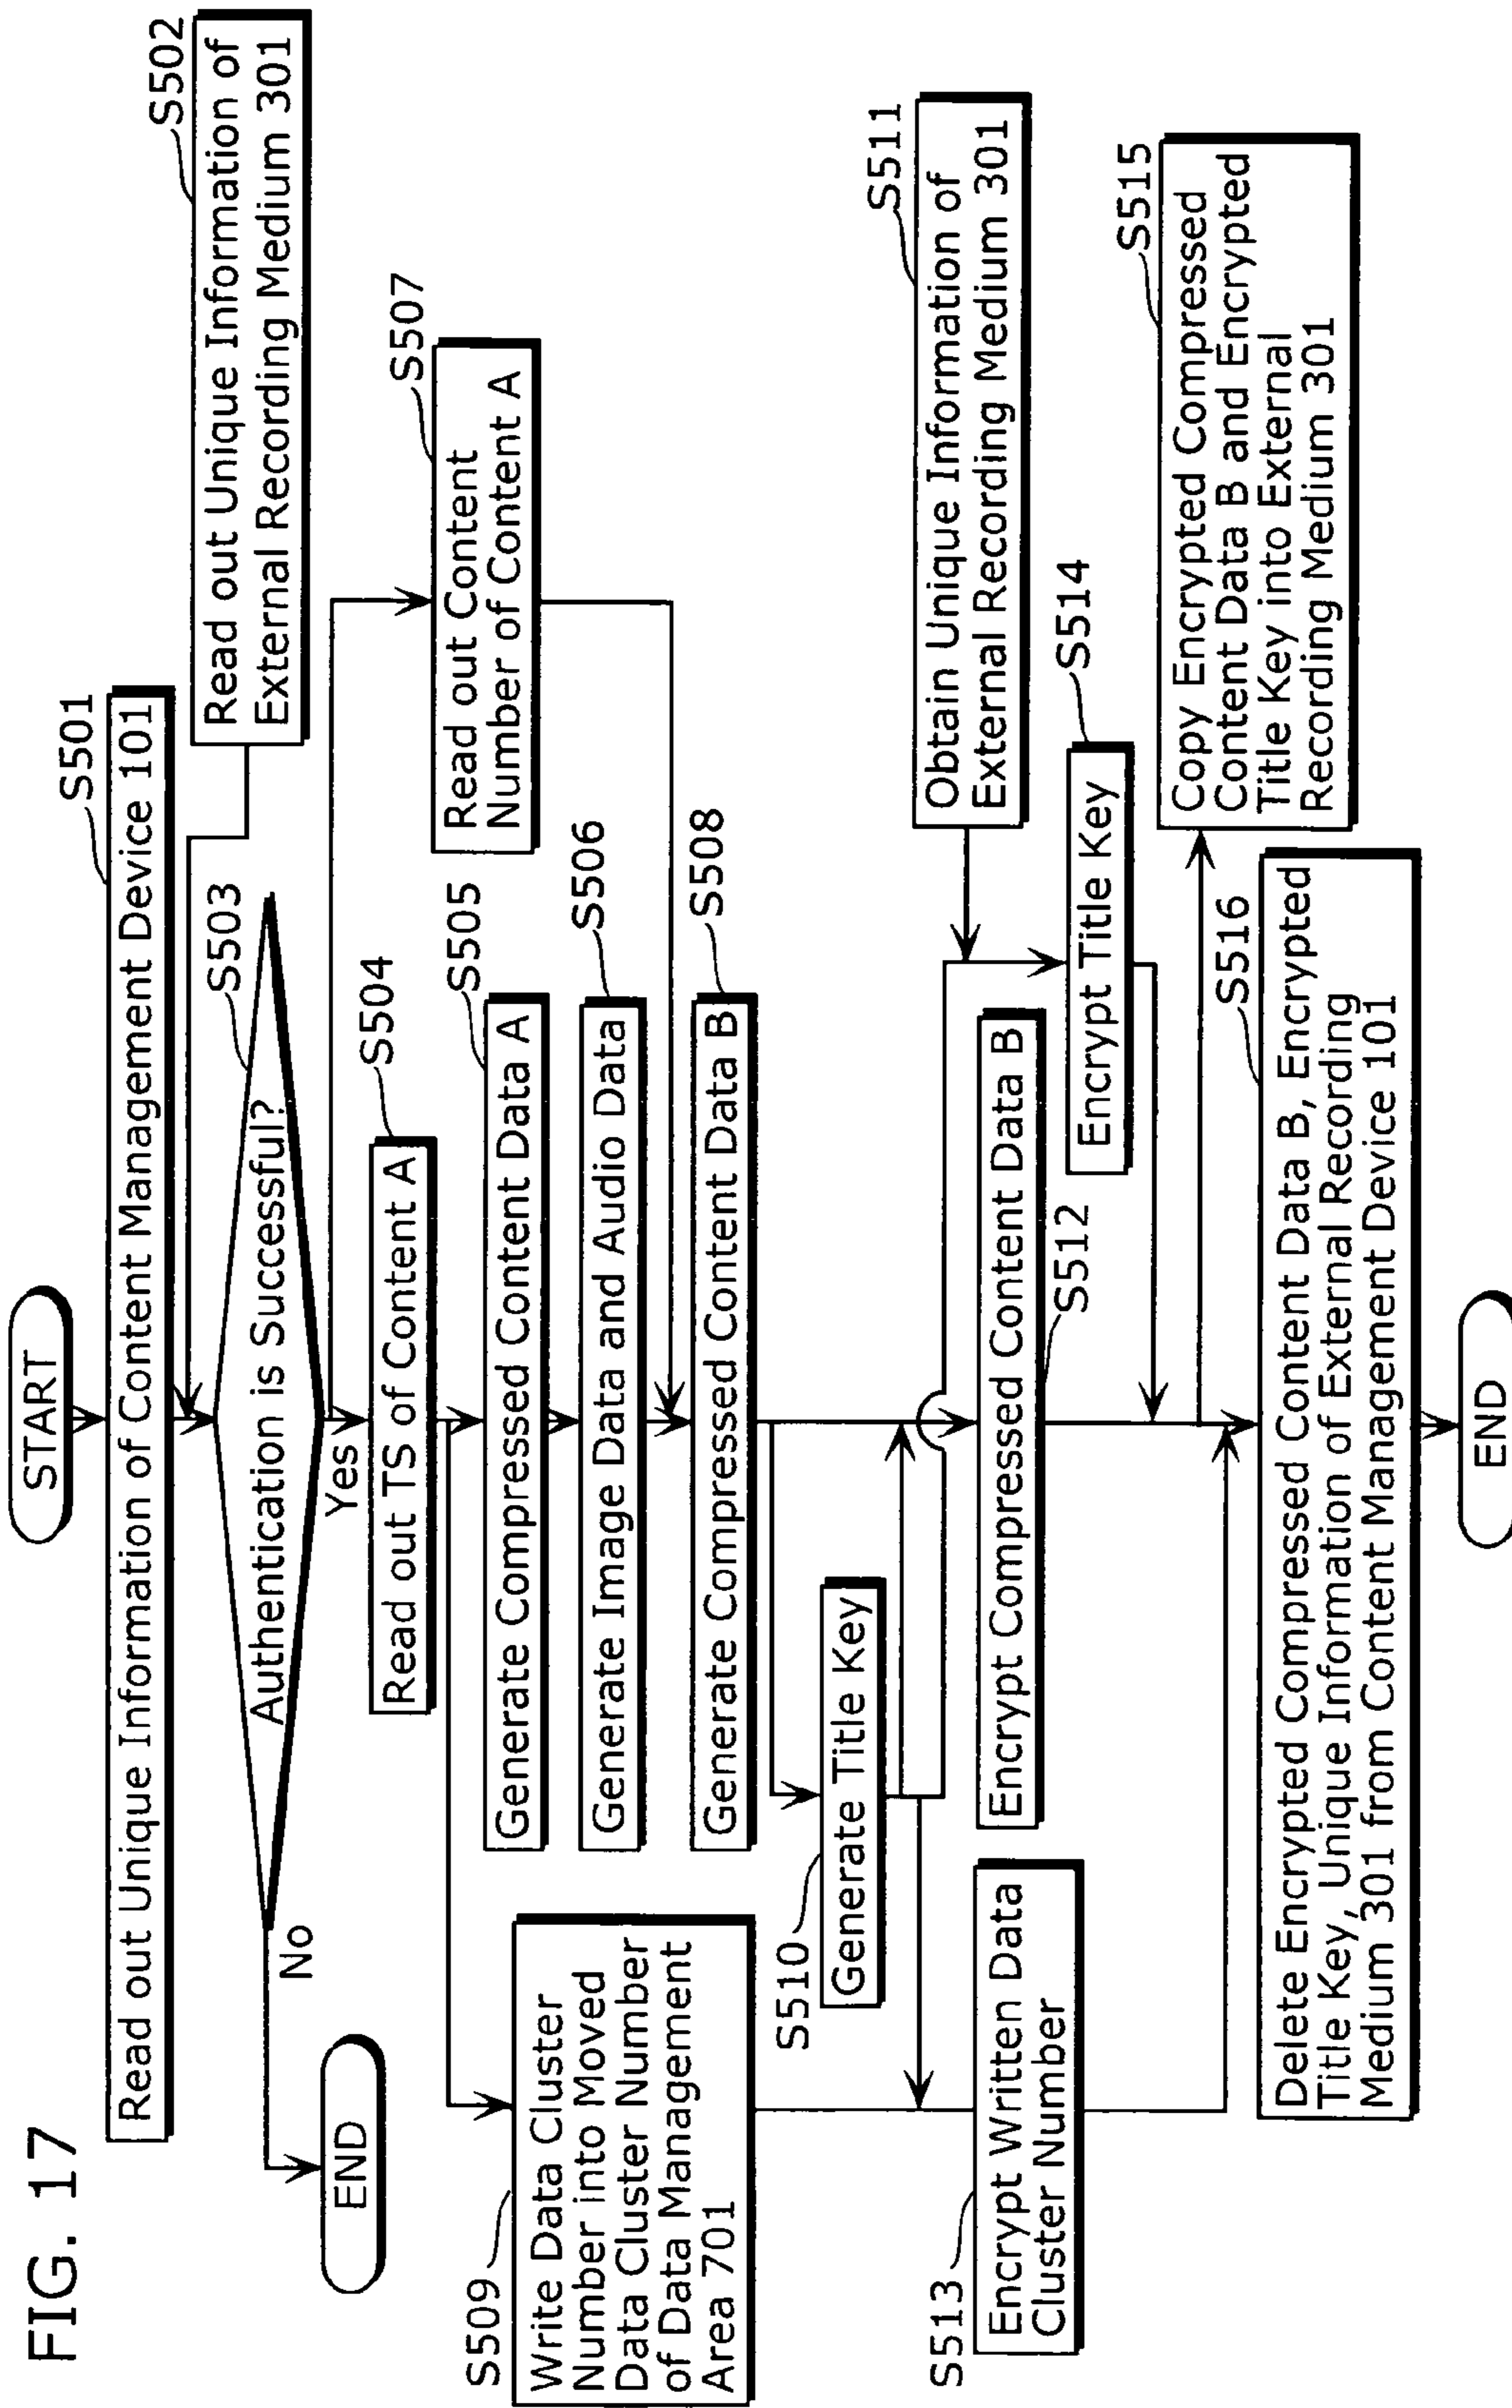 FIG. 17
START
S501
Read out Unique Information of Content Management Device 101
S502
Read out Unique Information of
External Recording Medium 301
S503
Authentication is Successful?
No
END
Yes
S504
Read out TS of Content A
S507
Read out Content
Number of Content A
S505
Generate Compressed Content Data A
S509
Write Data Cluster
Number into Moved
Data Cluster Number
of Data Management
Area 701
S506
Generate Image Data and Audio Data
S508
Generate Compressed Content Data B
S510
Generate Title Key
S511
Obtain Unique Information of
External Recording Medium 301
S513
Encrypt Written Data
Cluster Number
Encrypt Compressed Content Data B
S512
S514
Encrypt Title Key
S515
Copy Encrypted Compressed
Content Data B and Encrypted
Title Key into External
Recording Medium 301
S516
Delete Encrypted Compressed Content Data B, Encrypted
Title Key, Unique Information of External Recording
Medium 301 from Content Management Device 101
END